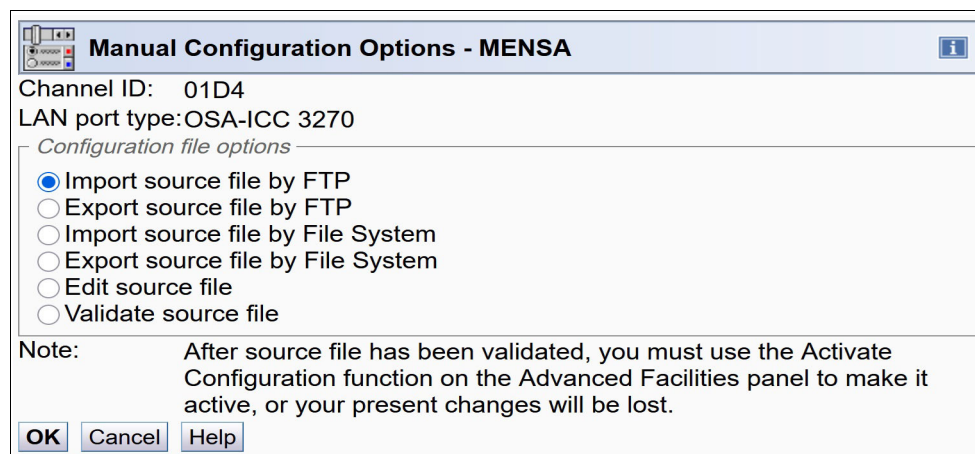 Manual Configuration Options - MENSA
Channel ID: 01D4
LAN port type: OSA-ICC 3270
Configuration file options
Import source file by FTP
Export source file by FTP
Import source file by File System
Export source file by File System
Edit source file
Validate source file
Note: After source file has been validated, you must use the Activate
Configuration function on the Advanced Facilities panel to make it
active, or your present changes will be lost.
OK Cancel Help